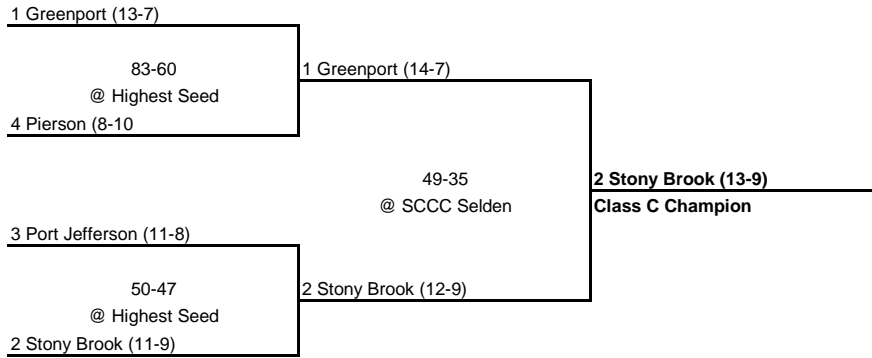 1 Greenport (13-7)
83-60
@ Highest Seed
4 Pierson (8-10
1 Greenport (14-7)
49-35
@ SCCC Selden
2 Stony Brook (13-9)
Class C Champion
3 Port Jefferson (11-8)
50-47
@ Highest Seed
2 Stony Brook (11-9)
2 Stony Brook (12-9)